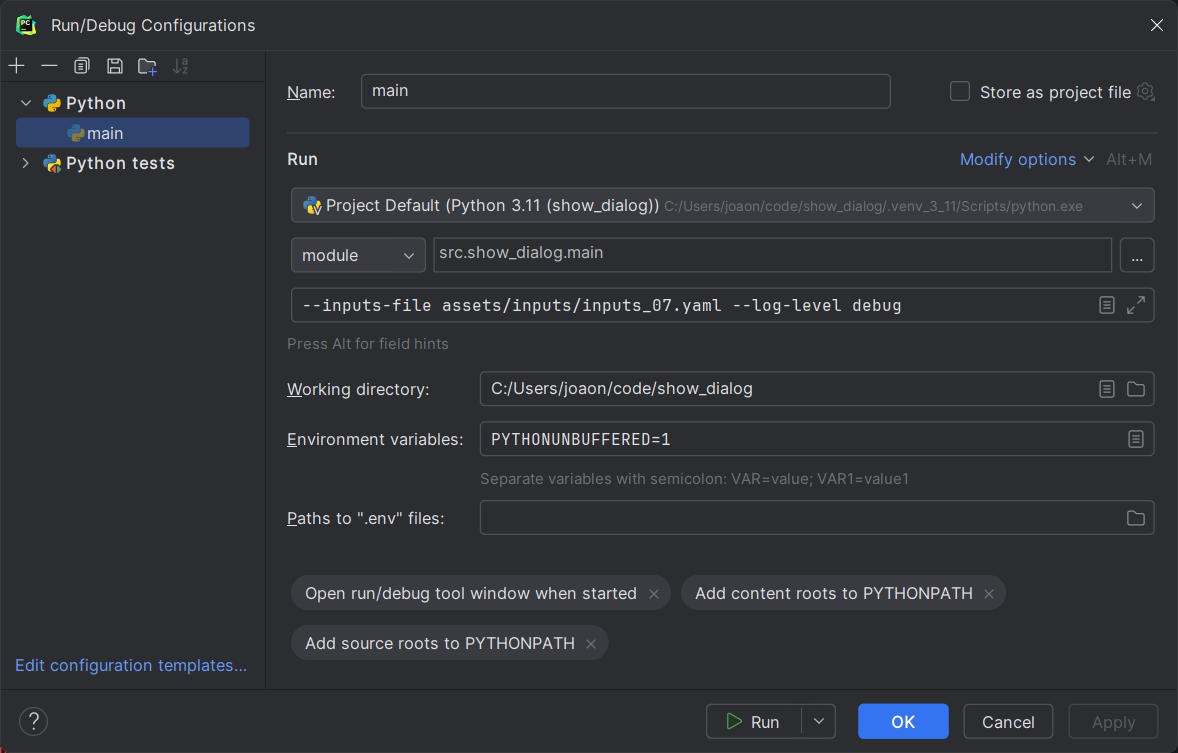 PC
Run/Debug Configurations
Python
main
Python tests
Edit configuration templates...
Name:
main
Store as project file
Run
Modify options
Alt+M
Project Default (Python 3.11 (show_dialog)) C:/Users/joaon/code/show_dialog/.venv_3_11/Scripts/python.exe
module
src.show_dialog.main
...
--inputs-file assets/inputs/inputs_07.yaml --log-level debug
Press Alt for field hints
Working directory:
C:/Users/joaon/code/show_dialog
Environment variables:
PYTHONUNBUFFERED=1
Separate variables with semicolon: VAR=value; VAR1=value1
Paths to ".env" files:
Open run/debug tool window when started
Add content roots to PYTHONPATH
Add source roots to PYTHONPATH
?
Run
OK
Cancel
Apply